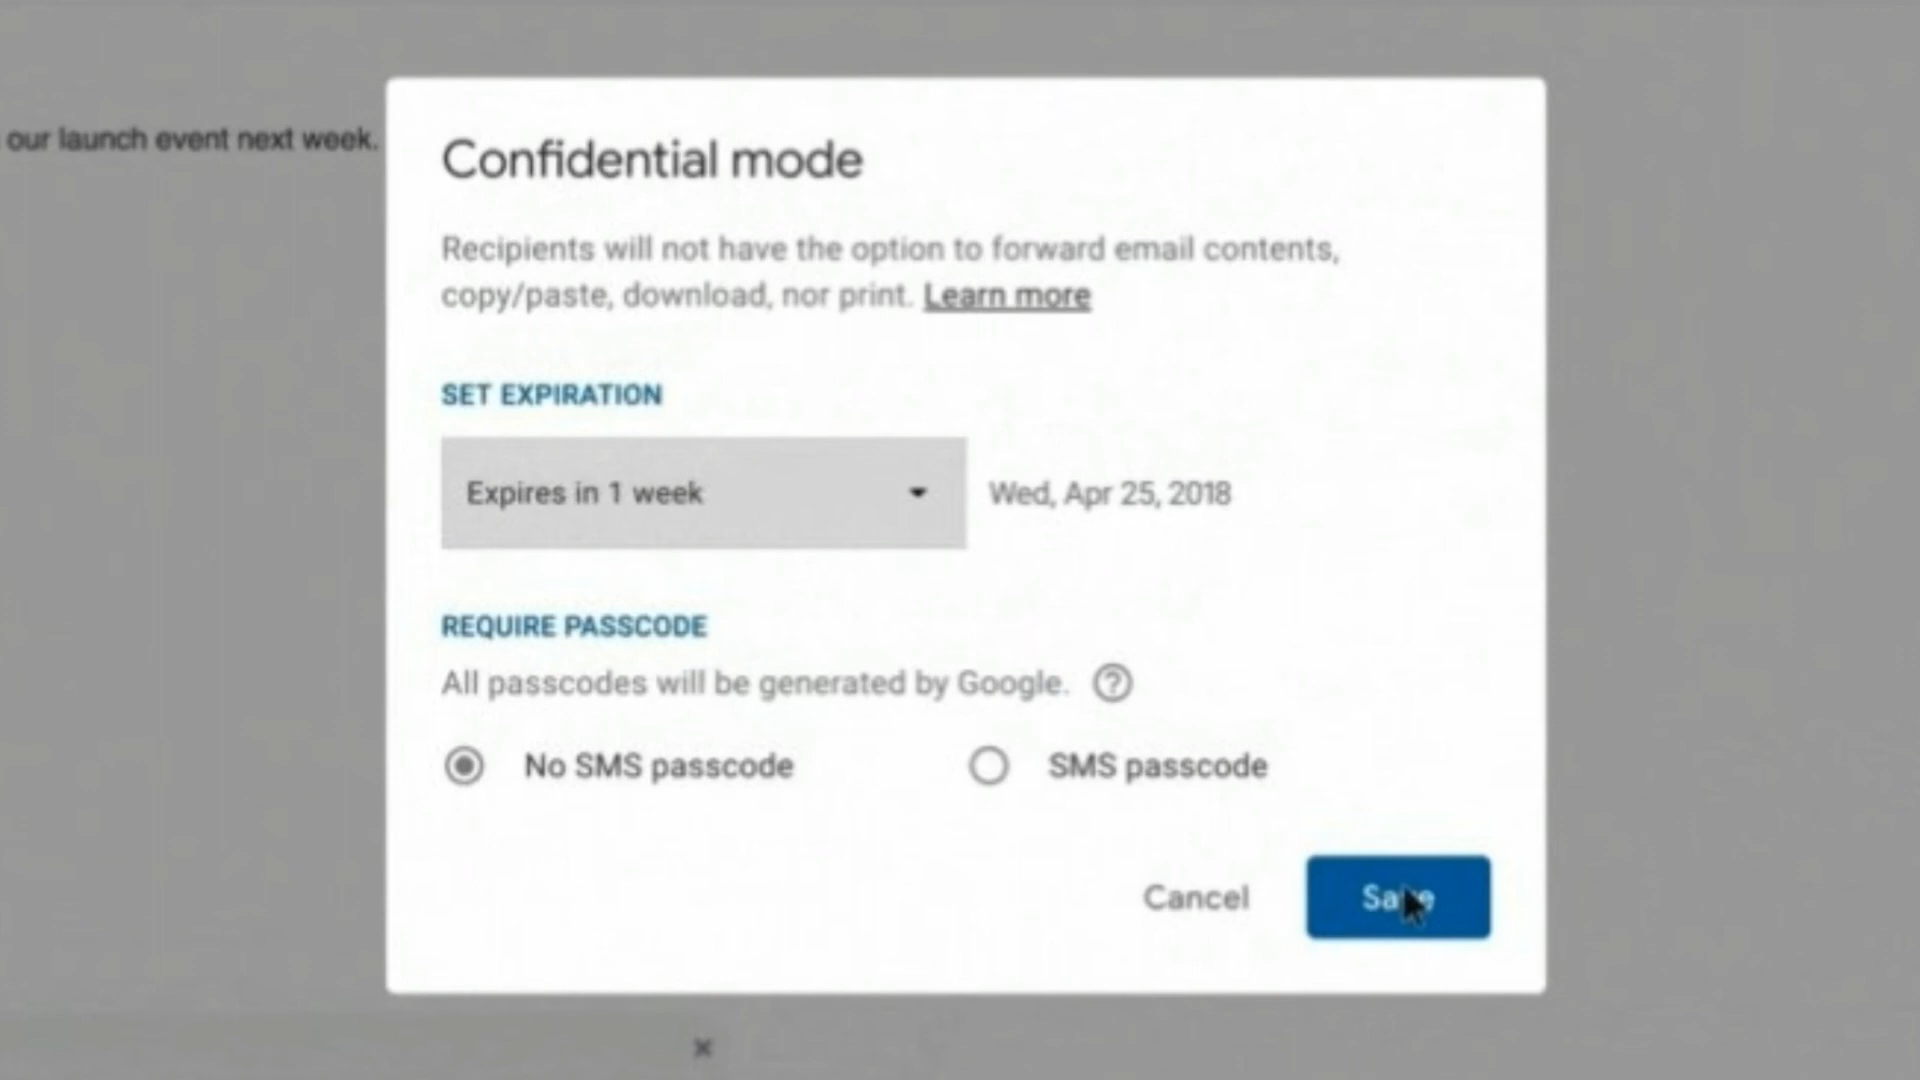 our launch event next week.
Confidential mode
Recipients will not have the option to forward email contents,
copy/paste, download, nor print. Learn more
SET EXPIRATION
Expires in 1 week
Wed, Apr 25, 2018
REQUIRE PASSCODE
All passcodes will be generated by Google. ?
No SMS passcode
SMS passcode
Cancel
Save